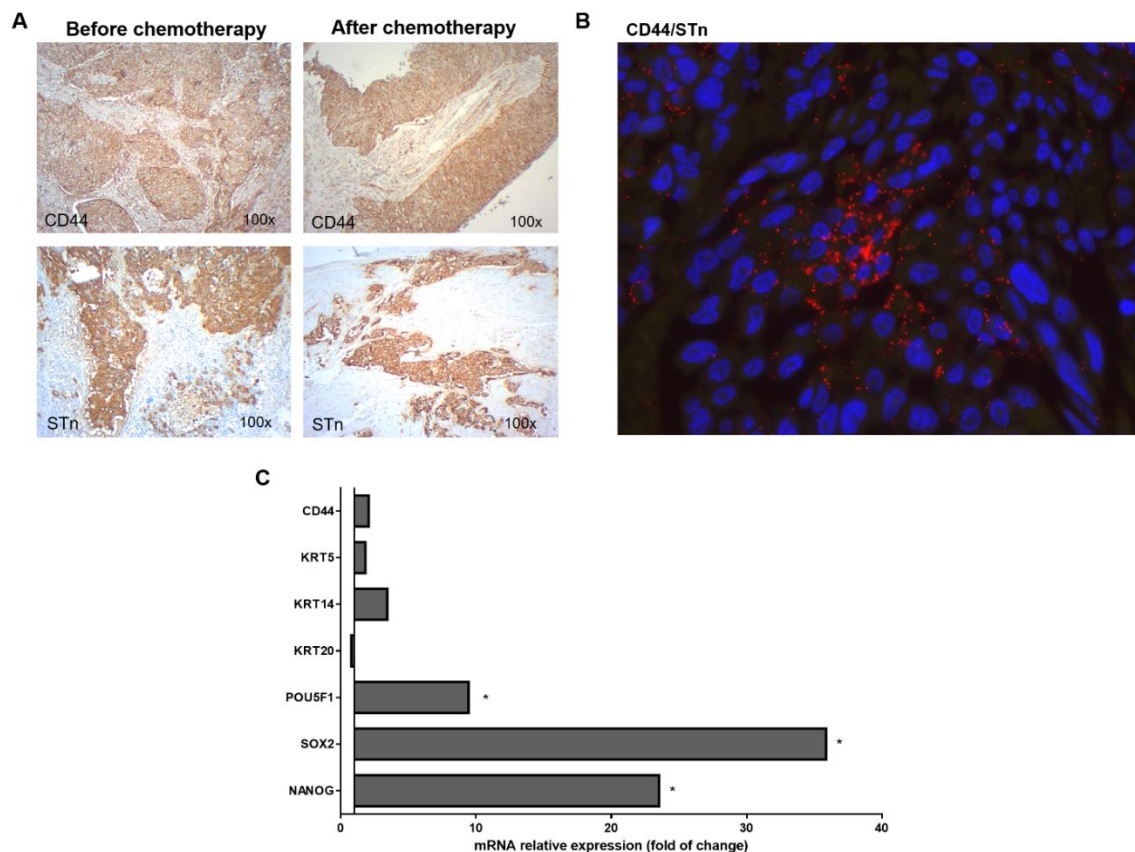 A
Before chemotherapy
After chemotherapy
CD44
100x
CD44
100x
STn
100x
STn
100x
B
CD44/STn
C
CD44
KRT5
KRT14
KRT20
POU5F1
*
SOX2
*
NANOG
*
0
10
20
30
40
mRNA relative expression (fold of change)